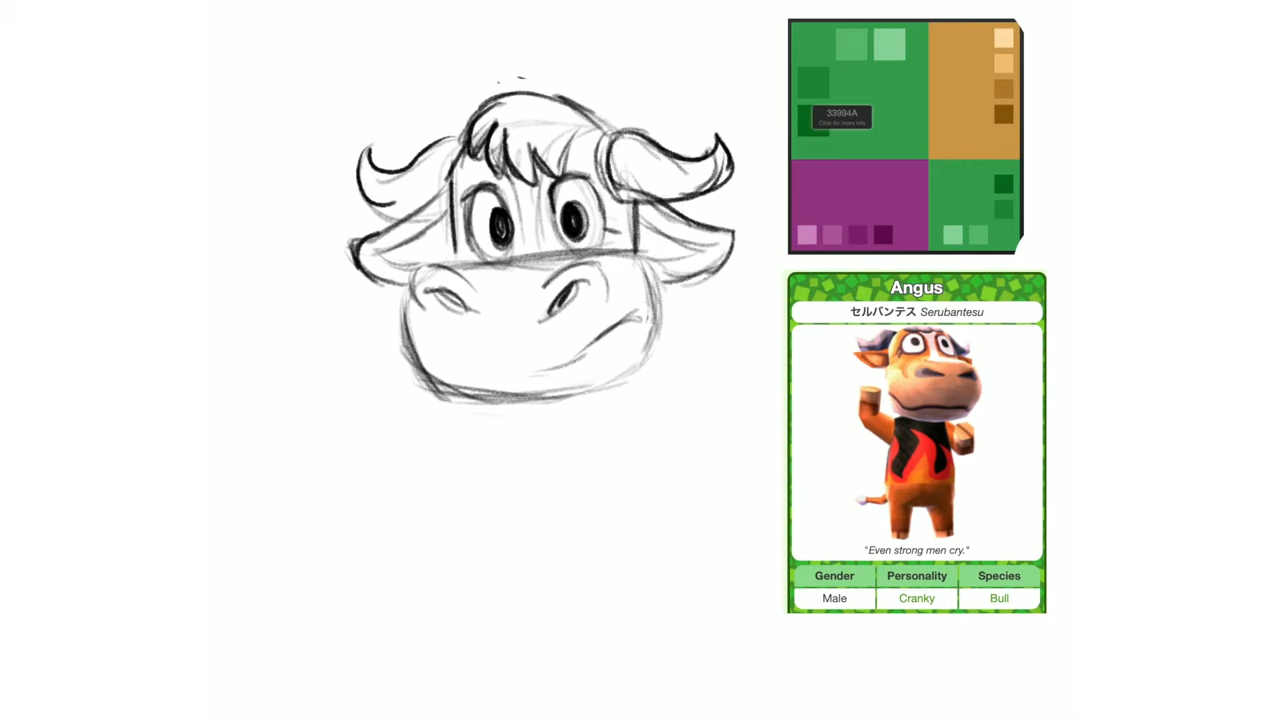 33994A
Click for more info
Angus
セルバンテス Serubantesu
"Even strong men cry."
Gender Personality Species
Male Cranky Bull